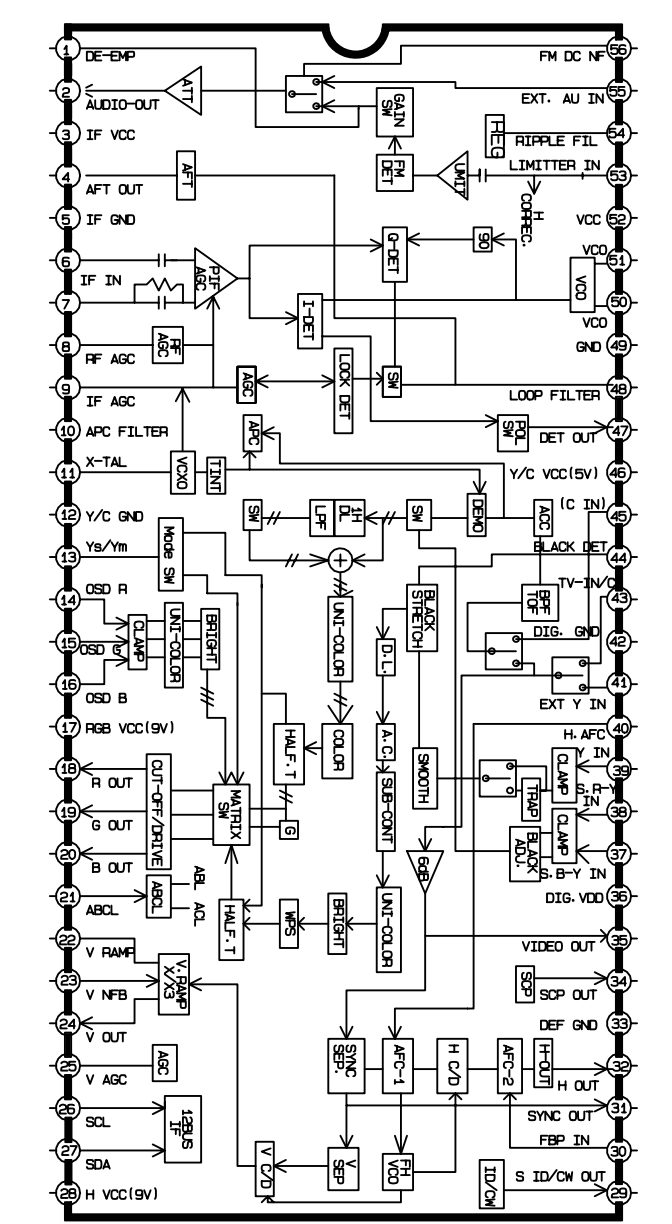 1 DE-EMP
2 AUDIO-OUT
3 IF VCC
4 AFT OUT
5 IF GND
6 IF IN
7
8 RF AGC
9 IF AGC
10 APC FILTER
11 X-TAL
12 Y/C GND
13 Ys/Ym
14 OSD R
15 OSD G
16 OSD B
17 RGB VCC(9V)
18 R OUT
19 G OUT
20 B OUT
21 ABCL
22 V RAMP
23 V NFB
24 V OUT
25 V AGC
26 SCL
27 SDA
28 H VCC(9V)
56 FM DC NF
55 EXT. AU IN
54 RIPPLE FIL
53 LIMITTER IN
52 VCC
51 VCO
50 VCO
49 GND
48 LOOP FILTER
47 DET OUT
46 Y/C VCC(5V)
45 (C IN)
44 BLACK DET
43 TV-IN/C
42 DIG. GND
41 EXT Y IN
40 H.AFC
39 Y IN
38 S.R-Y IN
37 S.B-Y IN
36 DIG.VDD
35 VIDEO OUT
34 SCP OUT
33 DEF GND
32 H OUT
31 SYNC OUT
30 FBP IN
29 S ID/CW OUT
ATT
GAIN SW
REG
AFT
FM DET
LIMIT
H CORREC.
Q-DET
90
VCO
PIF AGC
I-DET
RF AGC
AGC
LOCK DET
SW
POL SW
APC
VCXO
TINT
SW
LPF
1H DL
SW
DEMO
ACC
Mode SW
+
BLACK STRETCH
BPF TOF
CLAMP
UNI-COLOR
BRIGHT
UNI-COLOR
D.L.
HALF.T
COLOR
A.C.
SMOOTH
CLAMP
TRAP
CUT-OFF/DRIVE
MATRIX SW
G
SUB-CONT
BLACK ADJ.
CLAMP
6dB
ABCL
ABL
ACL
HALF.T
WPS
BRIGHT
UNI-COLOR
V.RAMP X/X3
SCP
AGC
SYNC SEP.
AFC-1
H C/D
AFC-2
H-OUT
12BUS IF
V C/D
V SEP
FH VCO
ID/CW